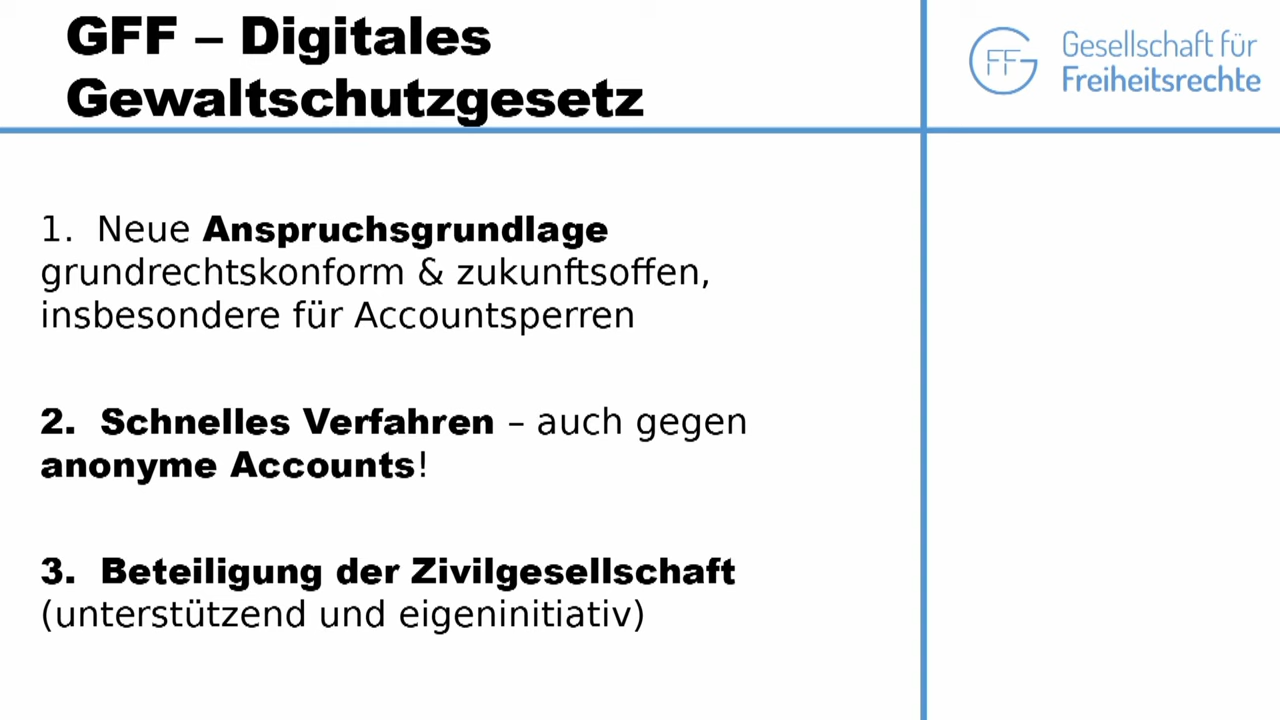 GFF – Digitales
Gewaltschutzgesetz
GFF
Gesellschaft für
Freiheitsrechte
1. Neue Anspruchsgrundlage
grundrechtskonform & zukunftsoffen,
insbesondere für Accountsperren
2. Schnelles Verfahren – auch gegen
anonyme Accounts!
3. Beteiligung der Zivilgesellschaft
(unterstützend und eigeninitiativ)